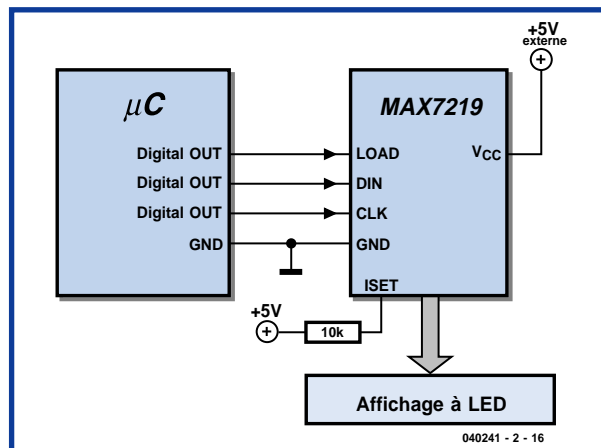 +5V
externe
μC
MAX7219
Digital OUT
LOAD
VCC
Digital OUT
DIN
Digital OUT
CLK
GND
GND
ISET
+5V
10k
Affichage à LED
040241 - 2 - 16